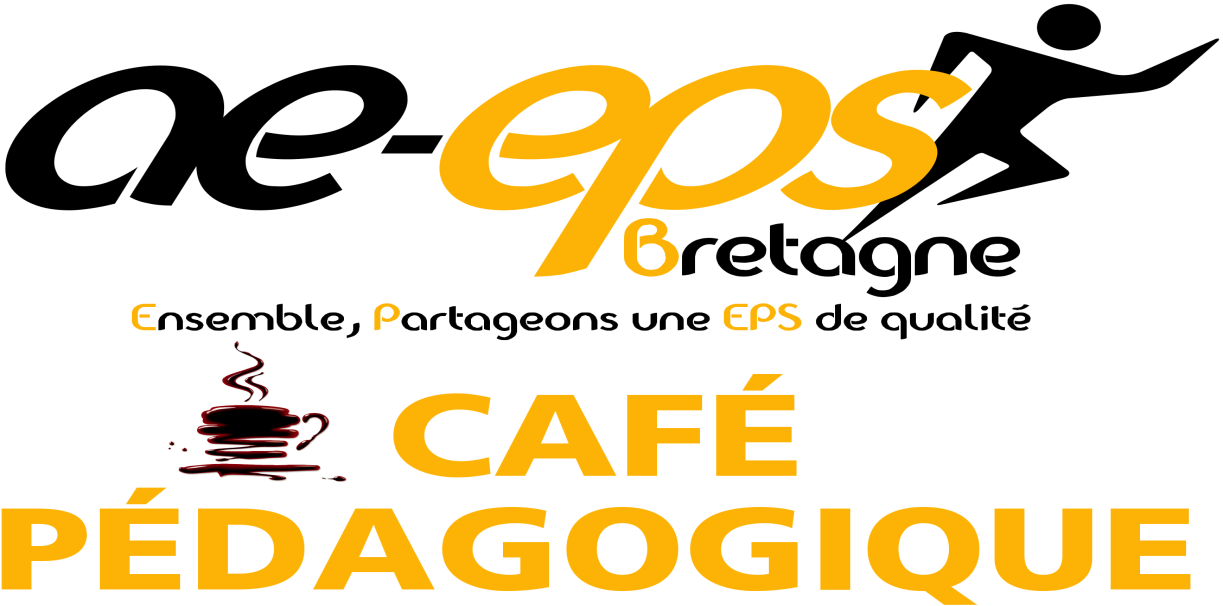 ae-eps
Bretagne
Ensemble, Partageons une EPS de qualité
CAFÉ
PÉDAGOGIQUE